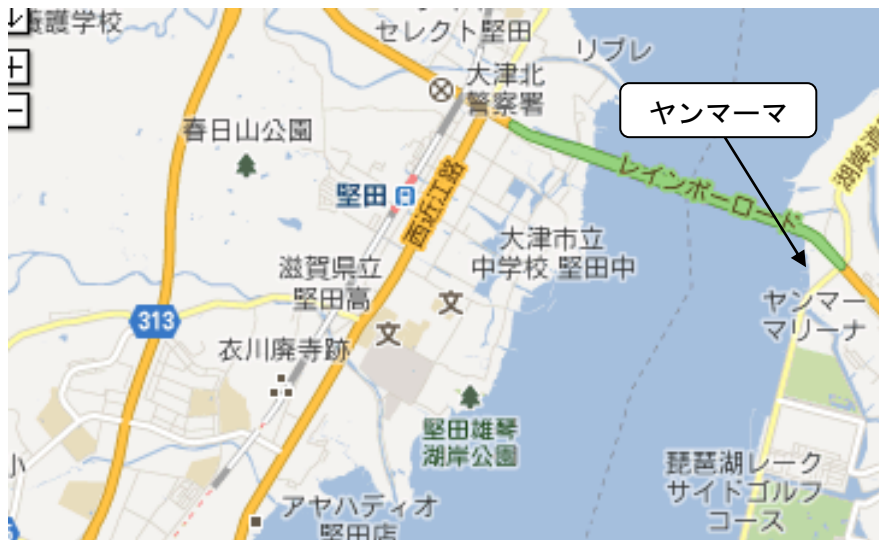 養護学校
セレクト堅田
リブレ
大津北
警察署
ヤンマーマ
春日山公園
レインボーロード
堅田
西近江路
大津市立
中学校 堅田中
滋賀県立
堅田高
文
文
313
ヤンマー
マリーナ
衣川廃寺跡
堅田雄琴
湖岸公園
琵琶湖レーク
サイドゴルフ
コース
小
アヤハディオ
堅田店